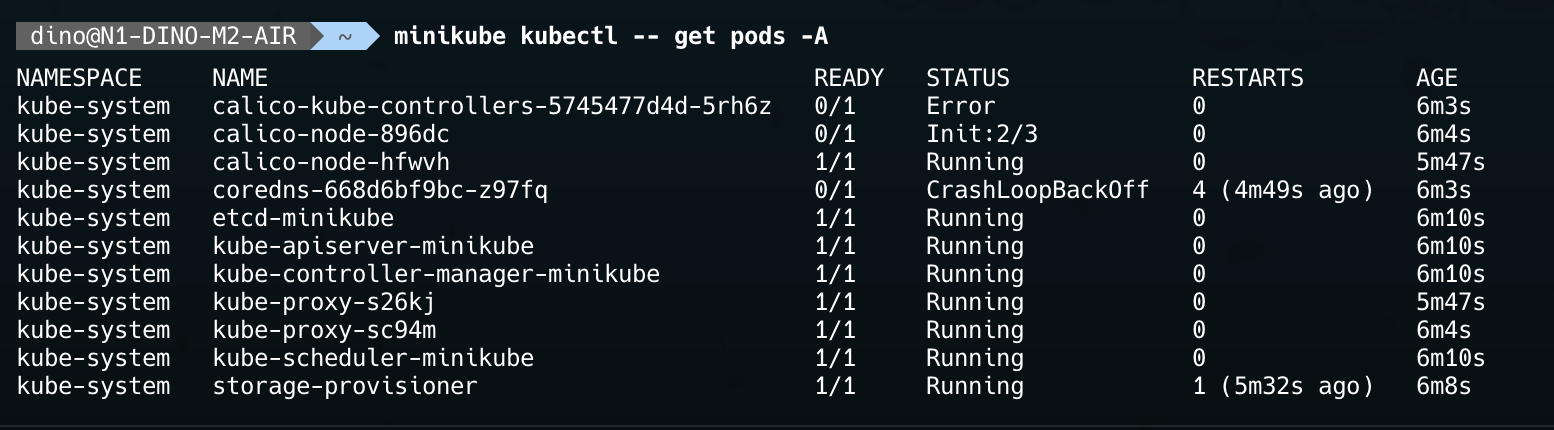 dino@N1-DINO-M2-AIR ~ minikube kubectl -- get pods -A
NAMESPACE NAME READY STATUS RESTARTS AGE
kube-system calico-kube-controllers-5745477d4d-5rh6z 0/1 Error 0 6m3s
kube-system calico-node-896dc 0/1 Init:2/3 0 6m4s
kube-system calico-node-hfwvh 1/1 Running 0 5m47s
kube-system coredns-668d6bf9bc-z97fq 0/1 CrashLoopBackOff 4 (4m49s ago) 6m3s
kube-system etcd-minikube 1/1 Running 0 6m10s
kube-system kube-apiserver-minikube 1/1 Running 0 6m10s
kube-system kube-controller-manager-minikube 1/1 Running 0 6m10s
kube-system kube-proxy-s26kj 1/1 Running 0 5m47s
kube-system kube-proxy-sc94m 1/1 Running 0 6m4s
kube-system kube-scheduler-minikube 1/1 Running 0 6m10s
kube-system storage-provisioner 1/1 Running 1 (5m32s ago) 6m8s